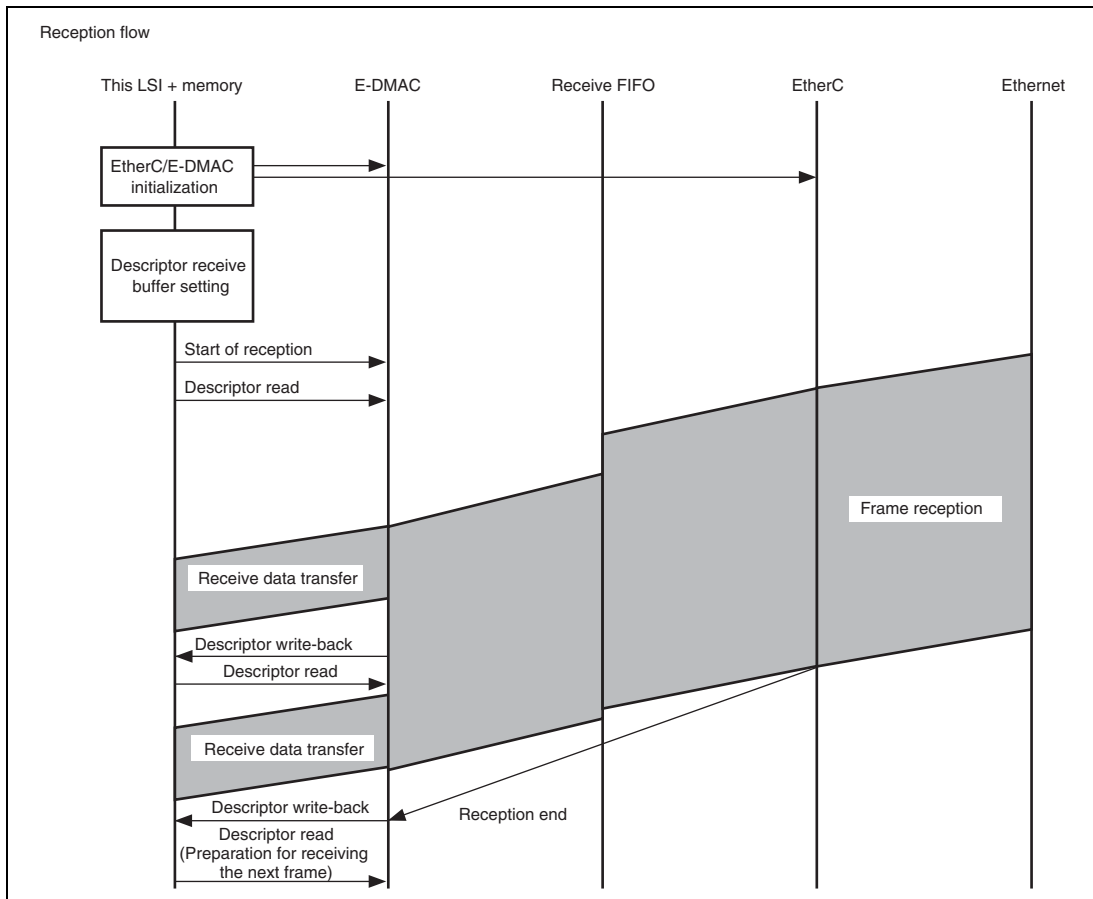 Reception flow
This LSI + memory
E-DMAC
Receive FIFO
EtherC
Ethernet
EtherC/E-DMAC
initialization
Descriptor receive
buffer setting
Start of reception
Descriptor read
Frame reception
Receive data transfer
Descriptor write-back
Descriptor read
Receive data transfer
Descriptor write-back
Reception end
Descriptor read
(Preparation for receiving
the next frame)